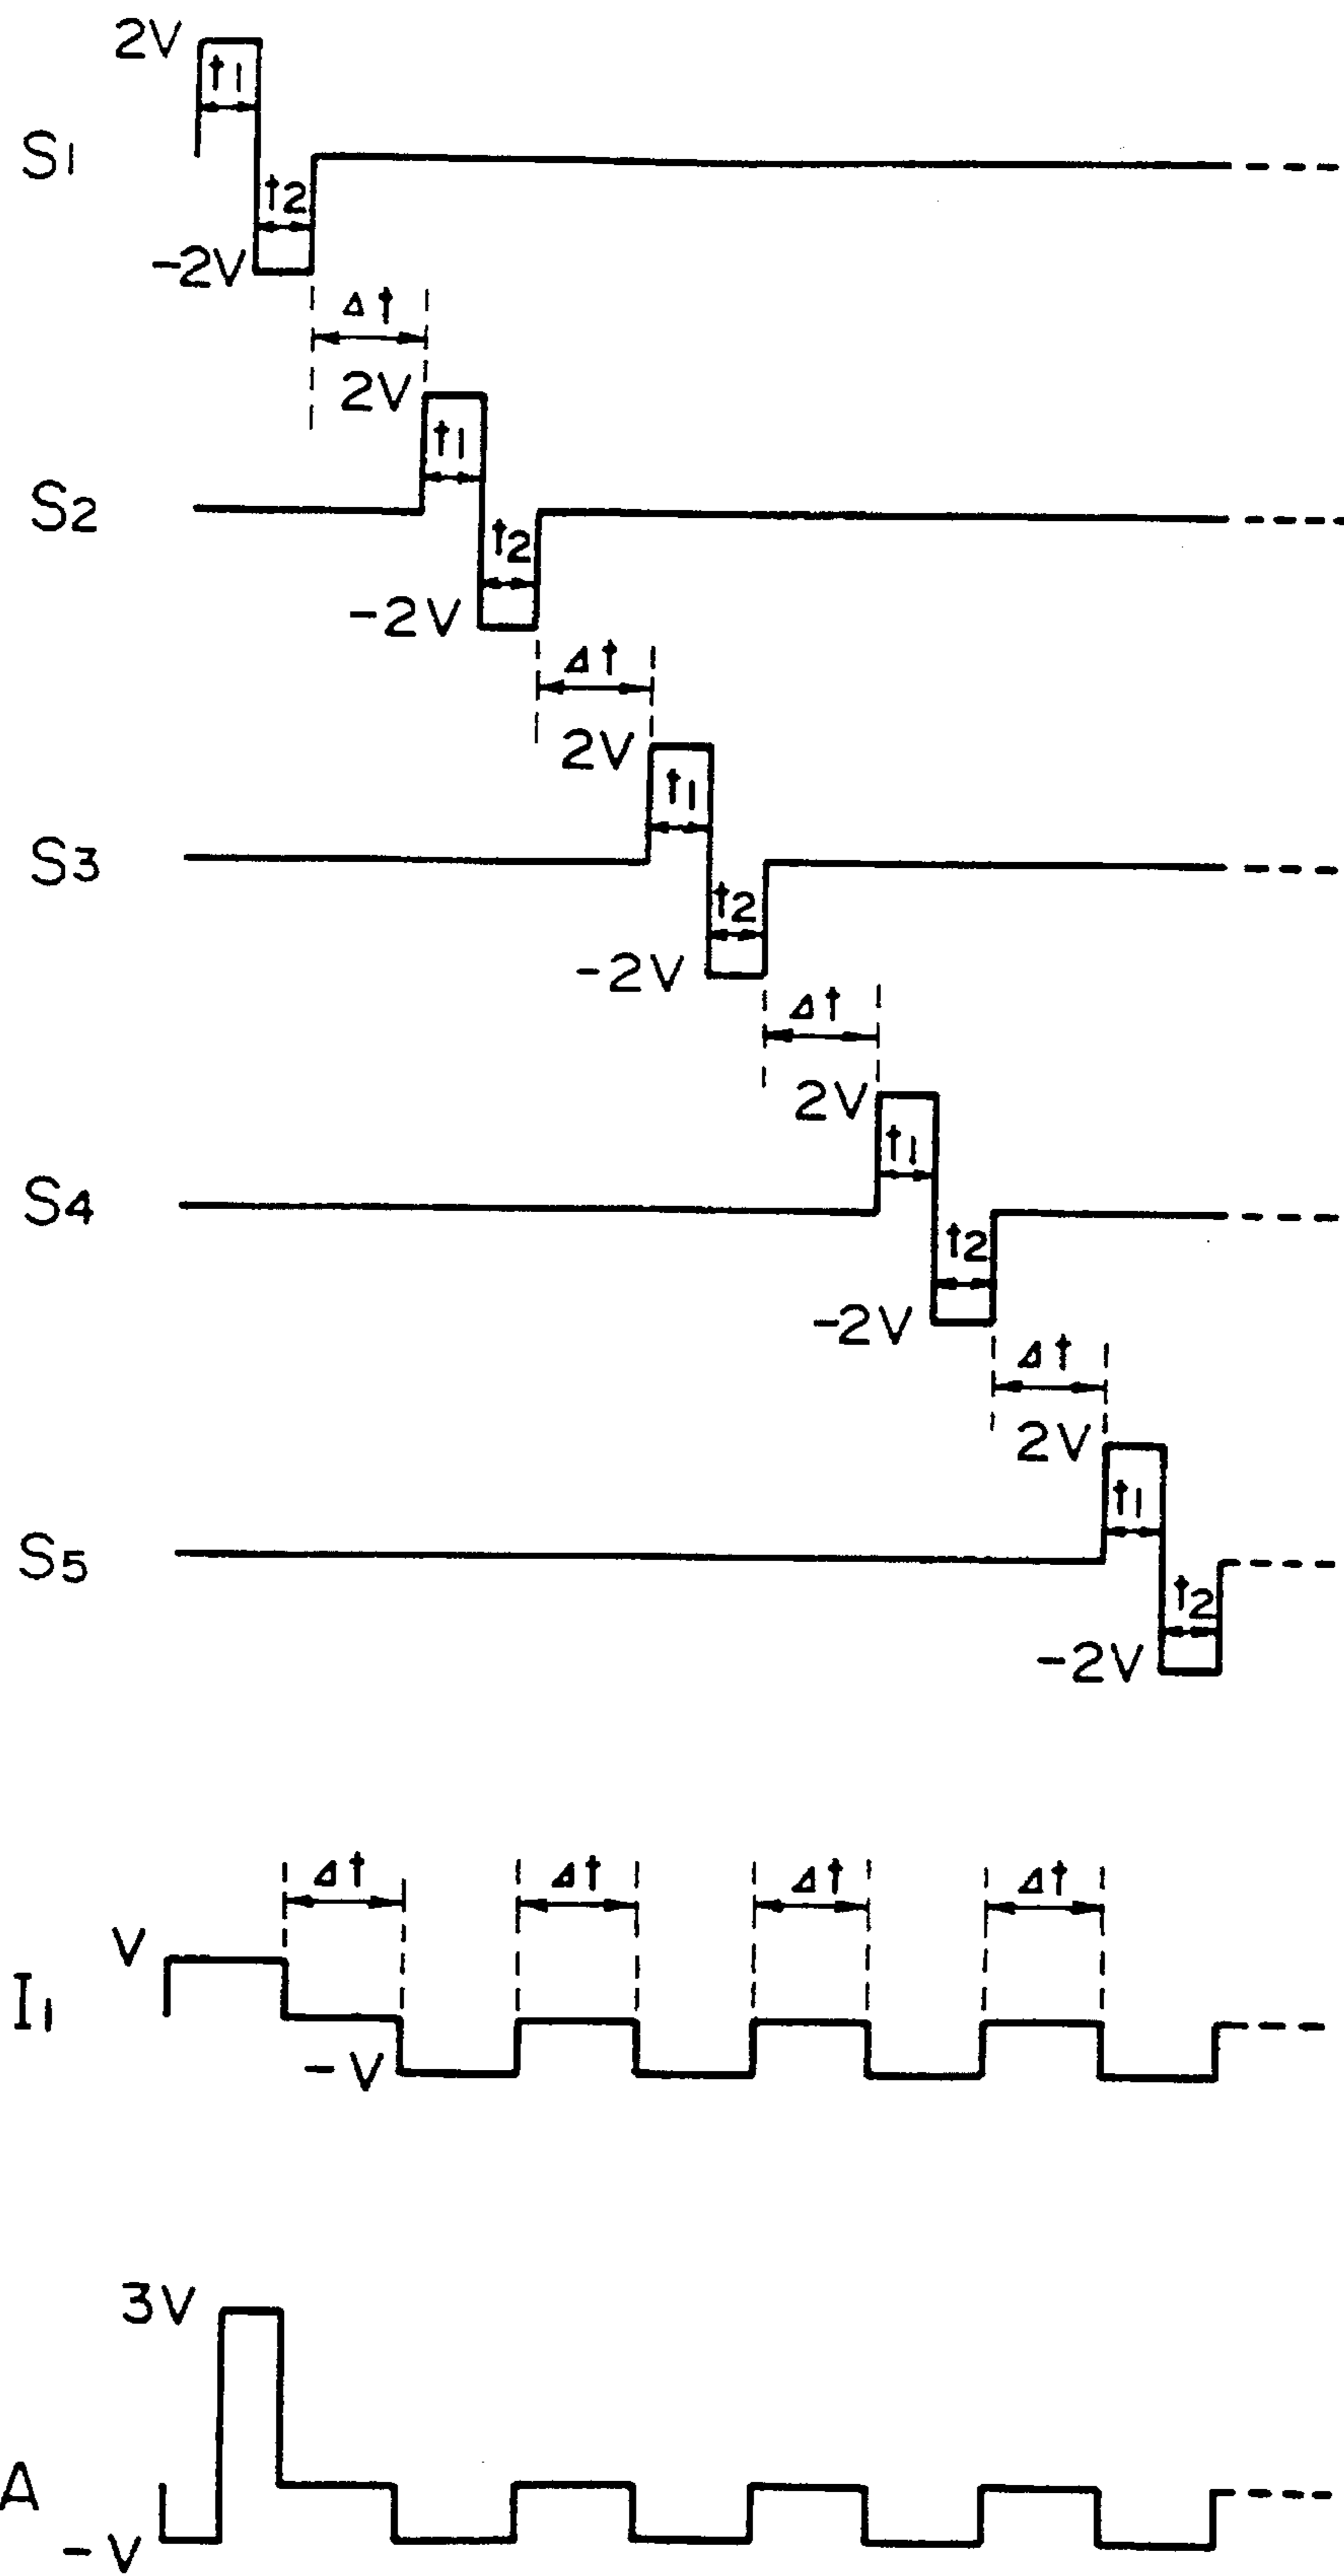 2V
t1
S1
t2
-2V
Δt
2V
t1
S2
t2
-2V
Δt
2V
t1
S3
t2
-2V
Δt
2V
t1
S4
t2
-2V
Δt
2V
t1
S5
t2
-2V
Δt Δt Δt Δt
V
I1
-V
3V
A
-V